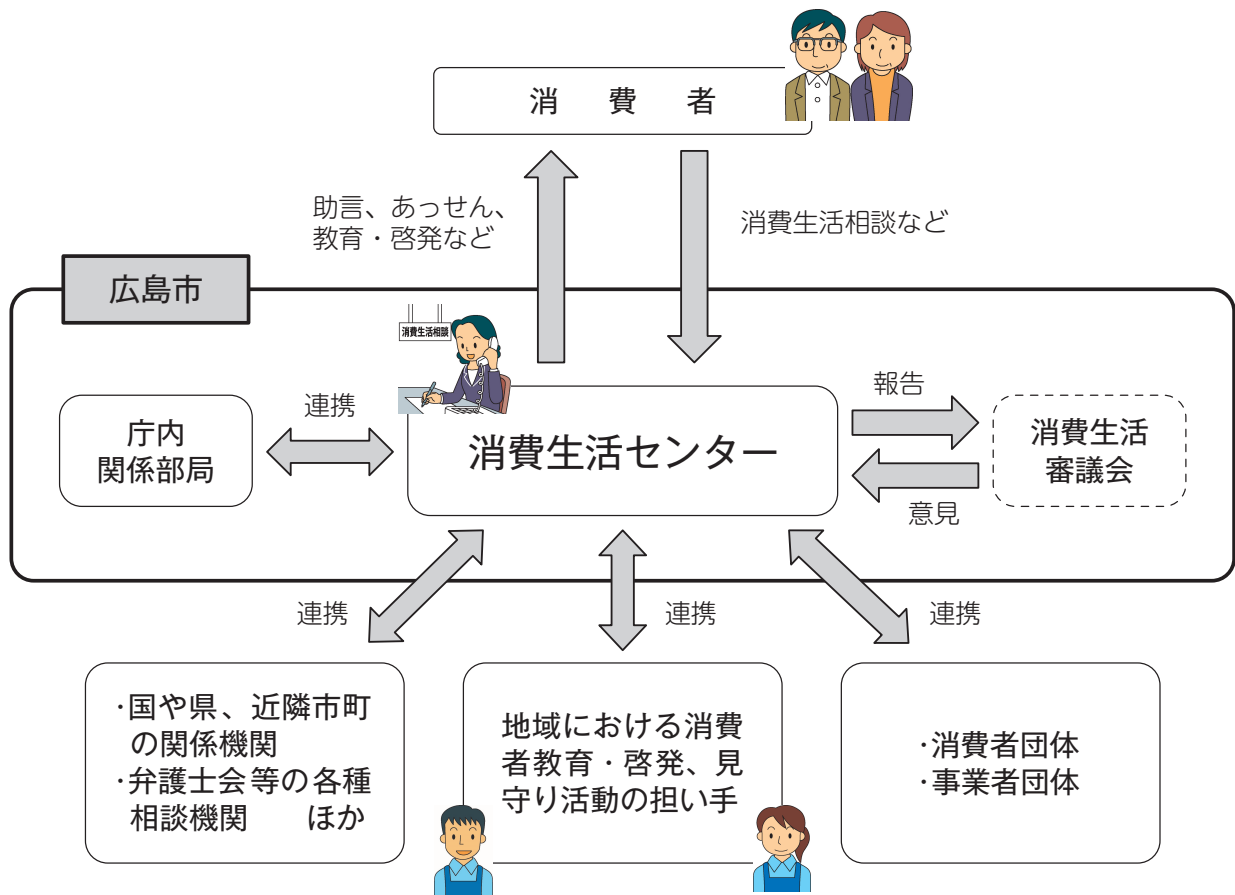 消 費 者
助言、あっせん、
教育・啓発など
消費生活相談など
広島市
消費生活相談
庁内
関係部局
連携
消費生活センター
報告
意見
消費生活
審議会
連携
連携
連携
・国や県、近隣市町
の関係機関
・弁護士会等の各種
相談機関　ほか
地域における消費
者教育・啓発、見
守り活動の担い手
・消費者団体
・事業者団体